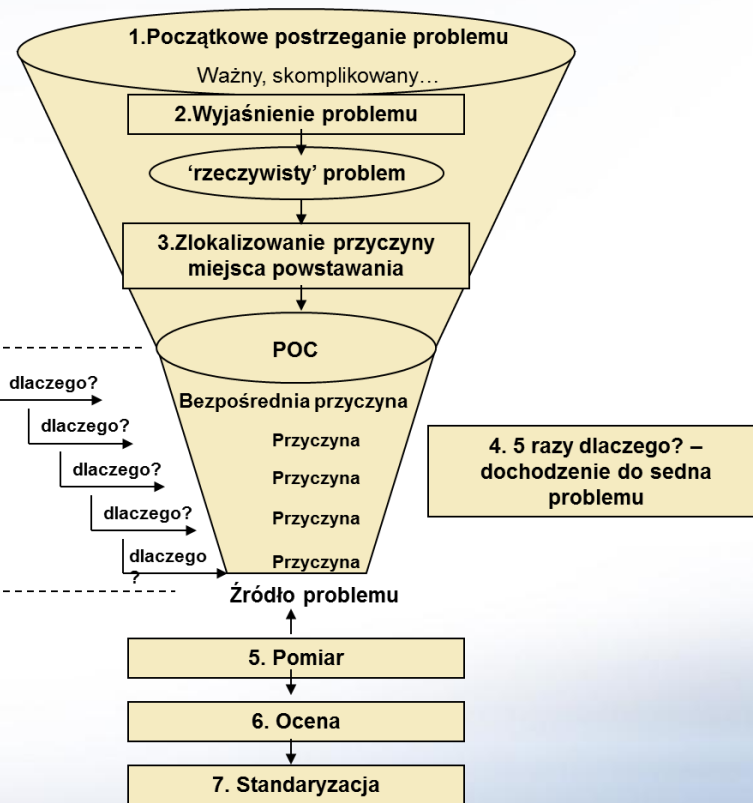 1.Początkowe postrzeganie problemu
Ważny, skomplikowany…
2.Wyjaśnienie problemu
‘rzeczywisty’ problem
3.Zlokalizowanie przyczyny
miejsca powstawania
POC
dlaczego?
Bezpośrednia przyczyna
dlaczego?
Przyczyna
dlaczego?
Przyczyna
dlaczego?
Przyczyna
dlaczego
?
Przyczyna
4. 5 razy dlaczego? –
dochodzenie do sedna
problemu
Źródło problemu
5. Pomiar
6. Ocena
7. Standaryzacja